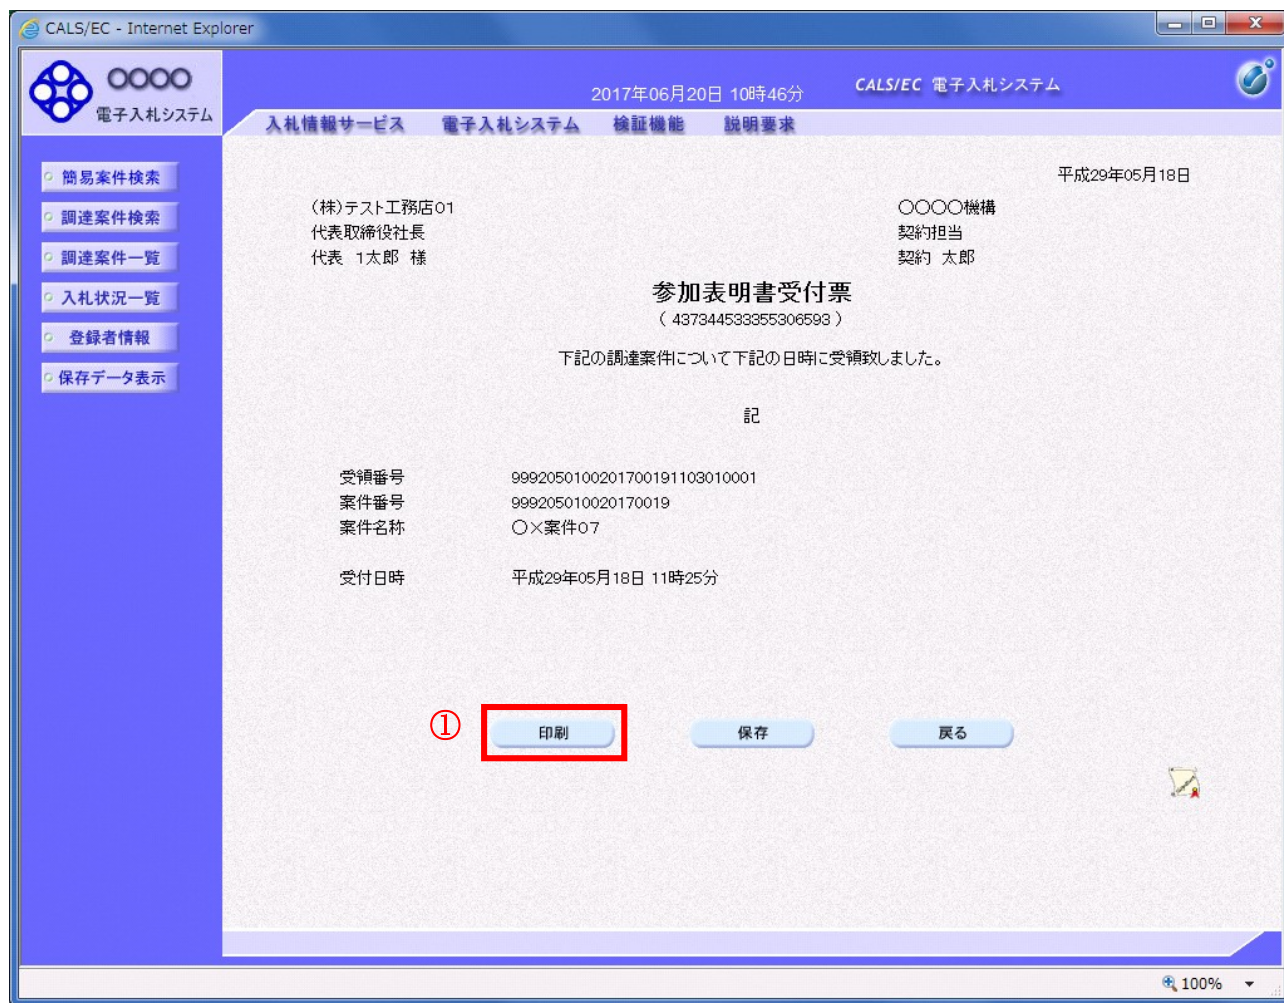 CALS/EC - Internet Explorer
〇〇〇〇
電子入札システム
2017年06月20日 10時46分
CALS/EC 電子入札システム
入札情報サービス 電子入札システム 検証機能 説明要求
簡易案件検索
調達案件検索
調達案件一覧
入札状況一覧
登録者情報
保存データ表示
平成29年05月18日
(株)テスト工務店01
代表取締役社長
代表 1太郎 様
〇〇〇〇機構
契約担当
契約 太郎
参加表明書受付票
( 437344533355306593 )
下記の調達案件について下記の日時に受領致しました。
記
受領番号 9992050100201700191103010001
案件番号 999205010020170019
案件名称 〇×案件07
受付日時 平成29年05月18日 11時25分
① 印刷 保存 戻る
100%